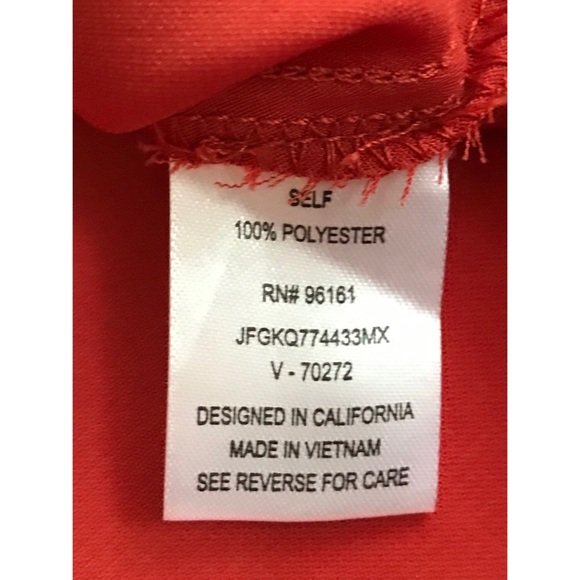 SELF
100% POLYESTER
RN# 96161
JFGKQ774433MX
V - 70272
DESIGNED IN CALIFORNIA
MADE IN VIETNAM
SEE REVERSE FOR CARE